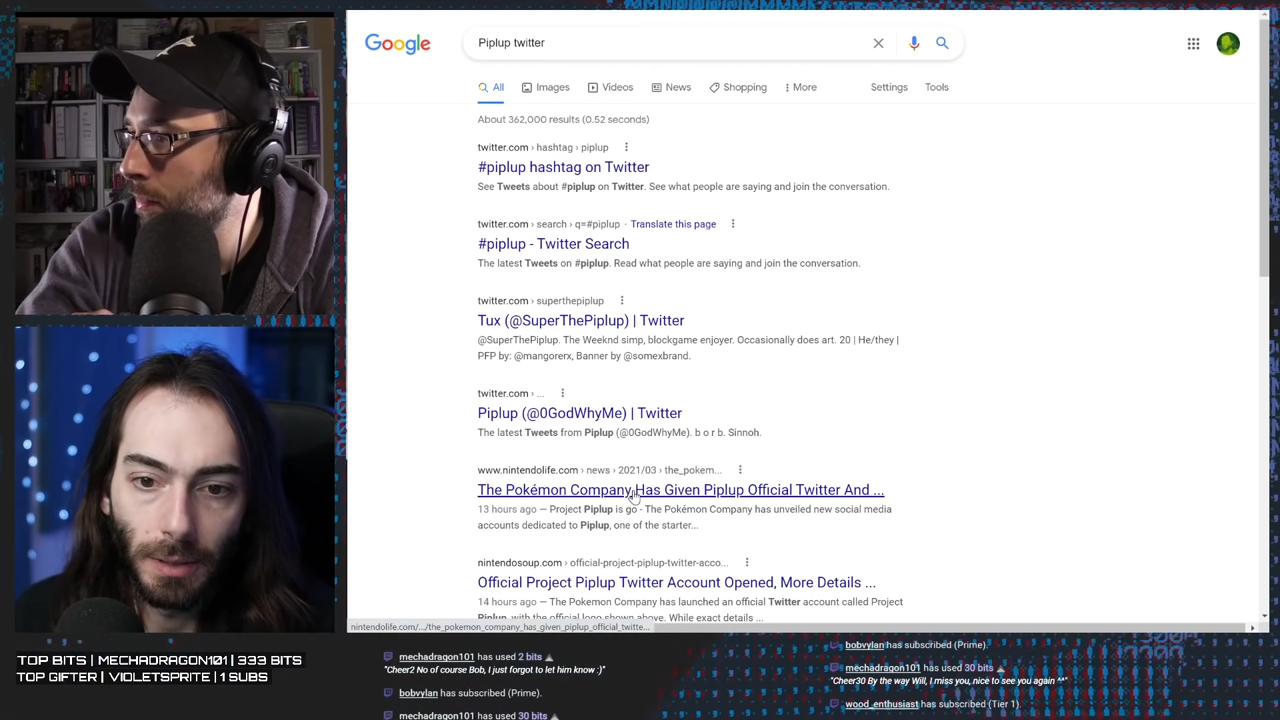 Google
Piplup twitter
All
Images
Videos
News
Shopping
More
Settings
Tools
About 362,000 results (0.52 seconds)
twitter.com › hashtag › piplup
#piplup hashtag on Twitter
See Tweets about #piplup on Twitter. See what people are saying and join the conversation.
twitter.com › search › q=#piplup · Translate this page
#piplup - Twitter Search
The latest Tweets on #piplup. Read what people are saying and join the conversation.
twitter.com › superthepiplup
Tux (@SuperThePiplup) | Twitter
@SuperThePiplup. The Weeknd simp, blockgame enjoyer. Occasionally does art. 20 | He/they |
PFP by: @mangorerx, Banner by @somexbrand.
twitter.com › ...
Piplup (@0GodWhyMe) | Twitter
The latest Tweets from Piplup (@0GodWhyMe). b o r b. Sinnoh.
www.nintendolife.com › news › 2021/03 › the_pokem...
The Pokémon Company Has Given Piplup Official Twitter And ...
13 hours ago — Project Piplup is go - The Pokémon Company has unveiled new social media
accounts dedicated to Piplup, one of the starter...
nintendosoup.com › official-project-piplup-twitter-acco...
Official Project Piplup Twitter Account Opened, More Details ...
14 hours ago — The Pokemon Company has launched an official Twitter account called Project
Piplup, with the official logo shown above. While exact details ...
nintendolife.com/.../the_pokemon_company_has_given_piplup_official_twitte...
TOP BITS | MECHADRAGON101 | 333 BITS
TOP GIFTER | VIOLETSPRITE | 1 SUBS
mechadragon101 has used 2 bits
"Cheer2 No of course Bob, I just forgot to let him know :)"
bobvylan has subscribed (Prime).
mechadragon101 has used 30 bits
bobvylan has subscribed (Prime).
mechadragon101 has used 30 bits
"Cheer30 By the way Will, I miss you, nice to see you again ^^"
wood_enthusiast has subscribed (Tier 1).